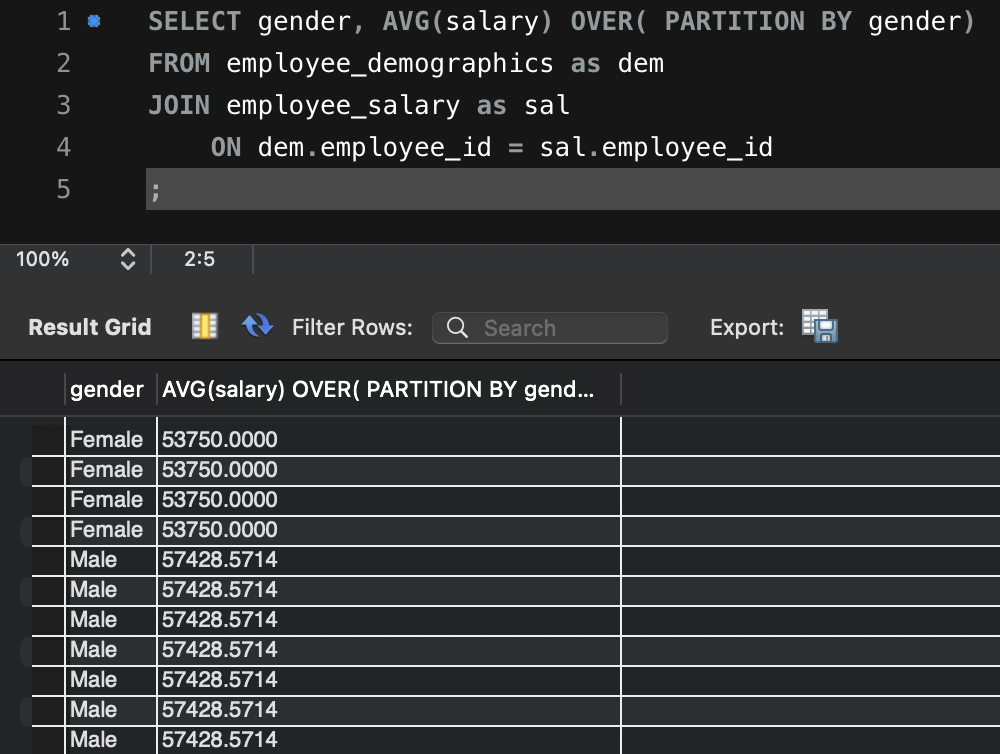 1 SELECT gender, AVG(salary) OVER( PARTITION BY gender)
2 FROM employee_demographics as dem
3 JOIN employee_salary as sal
4 ON dem.employee_id = sal.employee_id
5 ;
100% 2:5
Result Grid Filter Rows: Search Export:
gender AVG(salary) OVER( PARTITION BY gend...
Female 53750.0000
Female 53750.0000
Female 53750.0000
Female 53750.0000
Male 57428.5714
Male 57428.5714
Male 57428.5714
Male 57428.5714
Male 57428.5714
Male 57428.5714
Male 57428.5714